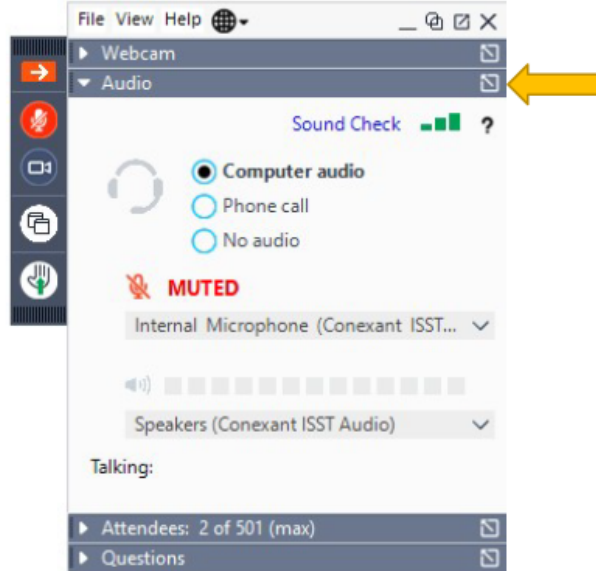 File View Help
Webcam
Audio
Sound Check ?
Computer audio
Phone call
No audio
MUTED
Internal Microphone (Conexant ISST...
Speakers (Conexant ISST Audio)
Talking:
Attendees: 2 of 501 (max)
Questions